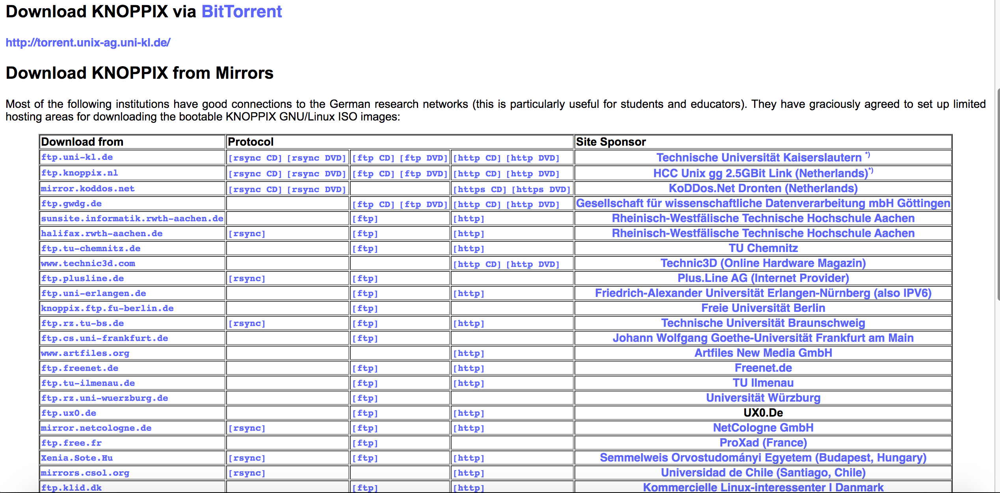 Download KNOPPIX via BitTorrent
http://torrent.unix-ag.uni-kl.de/
Download KNOPPIX from Mirrors
Most of the following institutions have good connections to the German research networks (this is particularly useful for students and educators). They have graciously agreed to set up limited
hosting areas for downloading the bootable KNOPPIX GNU/Linux ISO images:
Download from Protocol Site Sponsor
ftp.uni-kl.de [rsync CD] [rsync DVD] [ftp CD] [ftp DVD] [http CD] [http DVD] Technische Universität Kaiserslautern *)
ftp.knoppix.nl [rsync CD] [rsync DVD] [ftp CD] [ftp DVD] [http CD] [http DVD] HCC Unix gg 2.5GBit Link (Netherlands)*)
mirror.koddos.net [rsync CD] [rsync DVD] [https CD] [https DVD] KoDDos.Net Dronten (Netherlands)
ftp.gwdg.de [ftp CD] [ftp DVD] [http CD] [http DVD] Gesellschaft für wissenschaftliche Datenverarbeitung mbH Göttingen
sunsite.informatik.rwth-aachen.de [ftp] [http] Rheinisch-Westfälische Technische Hochschule Aachen
halifax.rwth-aachen.de [rsync] [ftp] [http] Rheinisch-Westfälische Technische Hochschule Aachen
ftp.tu-chemnitz.de [ftp] [http] TU Chemnitz
www.technic3d.com [http CD] [http DVD] Technic3D (Online Hardware Magazin)
ftp.plusline.de [rsync] [ftp] Plus.Line AG (Internet Provider)
ftp.uni-erlangen.de [ftp] [http] Friedrich-Alexander Universität Erlangen-Nürnberg (also IPV6)
knoppix.ftp.fu-berlin.de [ftp] Freie Universität Berlin
ftp.rz.tu-bs.de [rsync] [ftp] [http] Technische Universität Braunschweig
ftp.cs.uni-frankfurt.de [ftp] Johann Wolfgang Goethe-Universität Frankfurt am Main
www.artfiles.org [http] Artfiles New Media GmbH
ftp.freenet.de [ftp] [http] Freenet.de
ftp.tu-ilmenau.de [ftp] [http] TU Ilmenau
ftp.rz.uni-wuerzburg.de [ftp] Universität Würzburg
ftp.ux0.de [ftp] [http] UX0.De
mirror.netcologne.de [rsync] [ftp] [http] NetCologne GmbH
ftp.free.fr [ftp] ProXad (France)
Xenia.Sote.Hu [rsync] [ftp] [http] Semmelweis Orvostudományi Egyetem (Budapest, Hungary)
mirrors.csol.org [rsync] [http] Universidad de Chile (Santiago, Chile)
ftp.klid.dk [ftp] [http] Kommercielle Linux-interessenter I Danmark